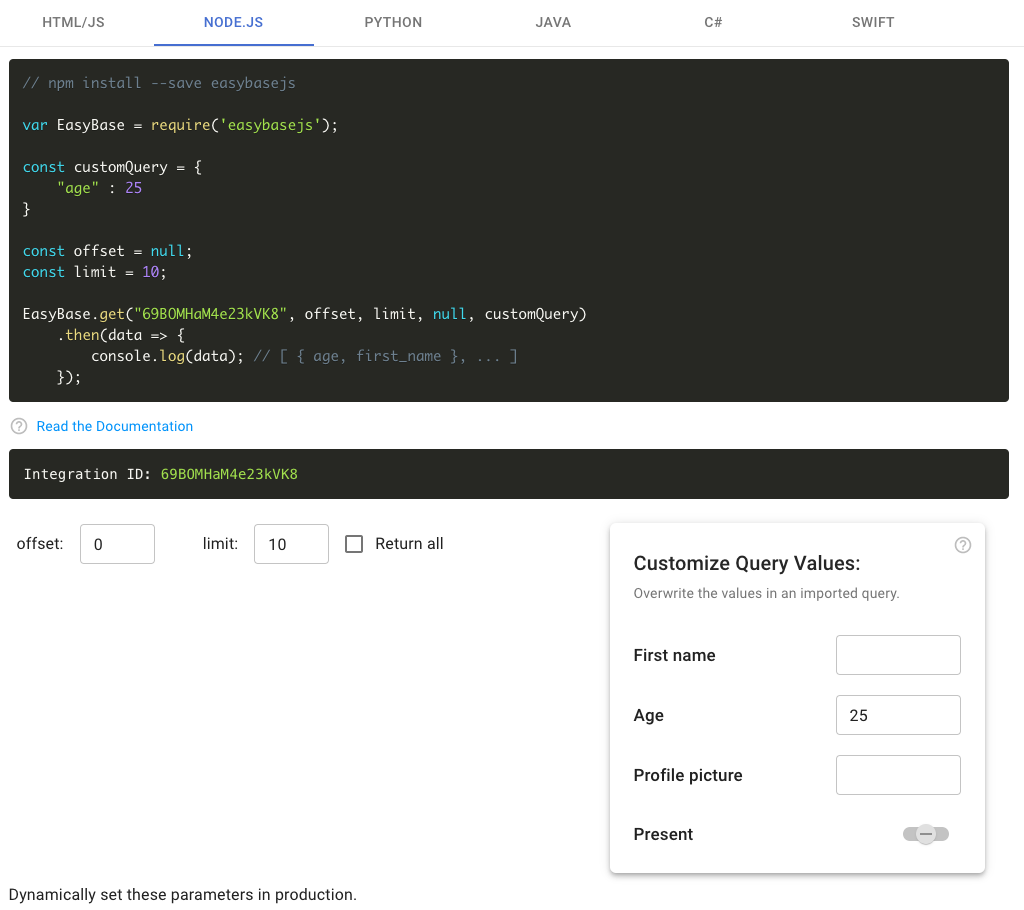 HTML/JS NODE.JS PYTHON JAVA C# SWIFT
// npm install --save easybasejs
var EasyBase = require('easybasejs');
const customQuery = {
    "age" : 25
}
const offset = null;
const limit = 10;
EasyBase.get("69BOMHaM4e23kVK8", offset, limit, null, customQuery)
    .then(data => {
        console.log(data); // [ { age, first_name }, ... ]
    });
Read the Documentation
Integration ID: 69BOMHaM4e23kVK8
offset: 0 limit: 10 Return all
Customize Query Values:
Overwrite the values in an imported query.
First name
Age 25
Profile picture
Present
Dynamically set these parameters in production.